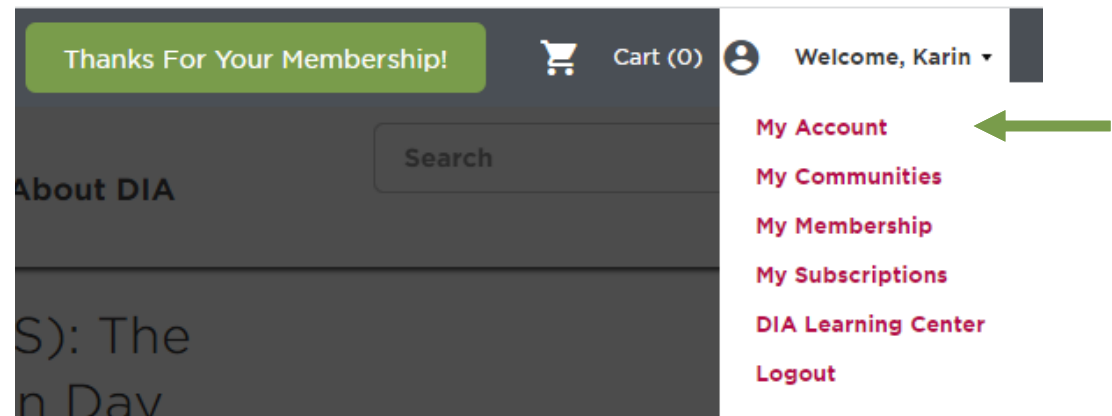 Thanks For Your Membership!
Cart (0)
Welcome, Karin
My Account
Search
My Communities
About DIA
My Membership
My Subscriptions
DIA Learning Center
S): The
Logout
n Day